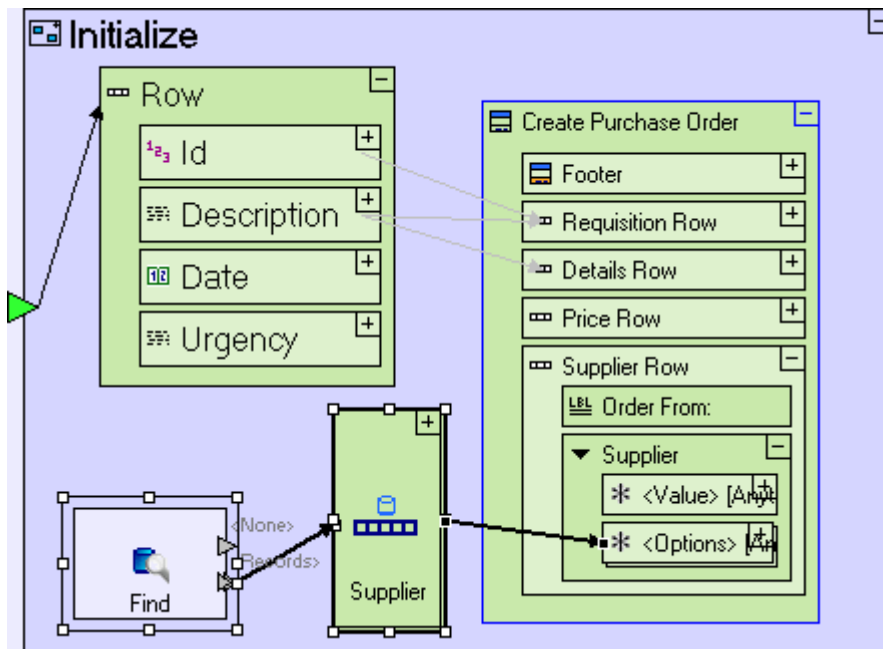 Initialize
Row
Id
Description
Date
Urgency
Create Purchase Order
Footer
Requisition Row
Details Row
Price Row
Supplier Row
LBL Order From:
Supplier
<Value>
<Options>
<None>
Records>
Find
Supplier